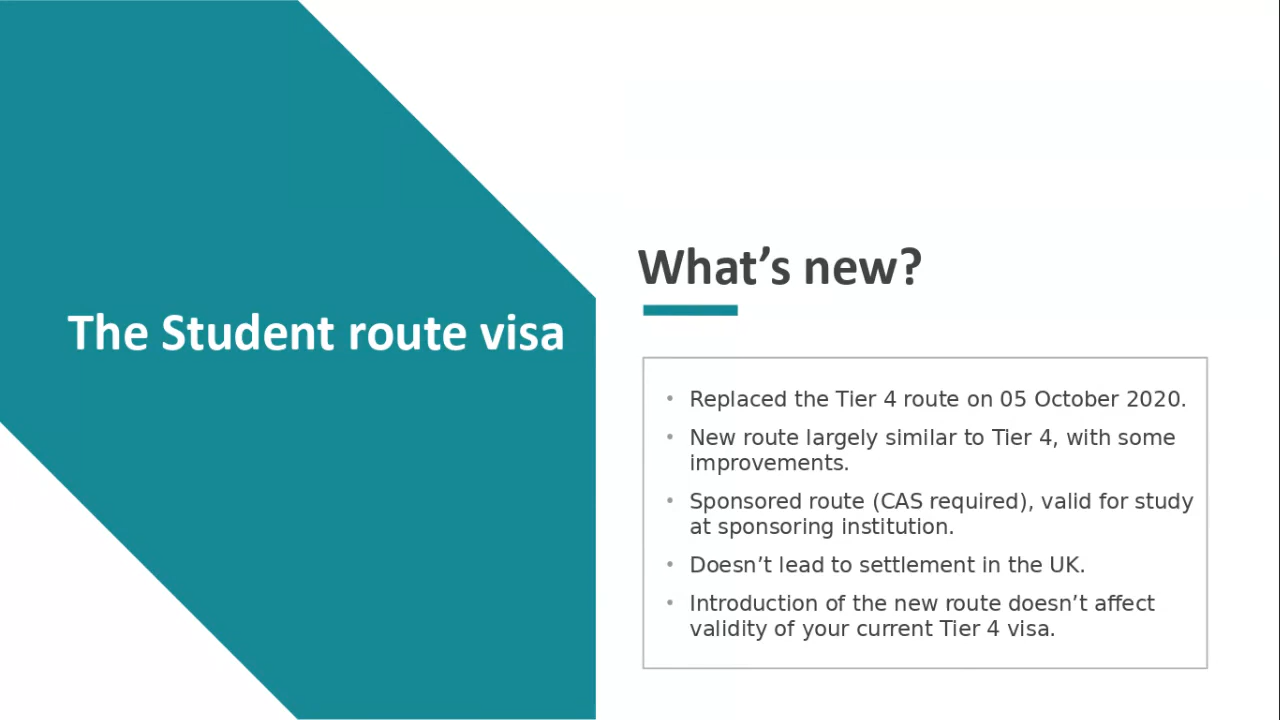 The Student route visa
What’s new?
• Replaced the Tier 4 route on 05 October 2020.
• New route largely similar to Tier 4, with some
improvements.
• Sponsored route (CAS required), valid for study
at sponsoring institution.
• Doesn’t lead to settlement in the UK.
• Introduction of the new route doesn’t affect
validity of your current Tier 4 visa.